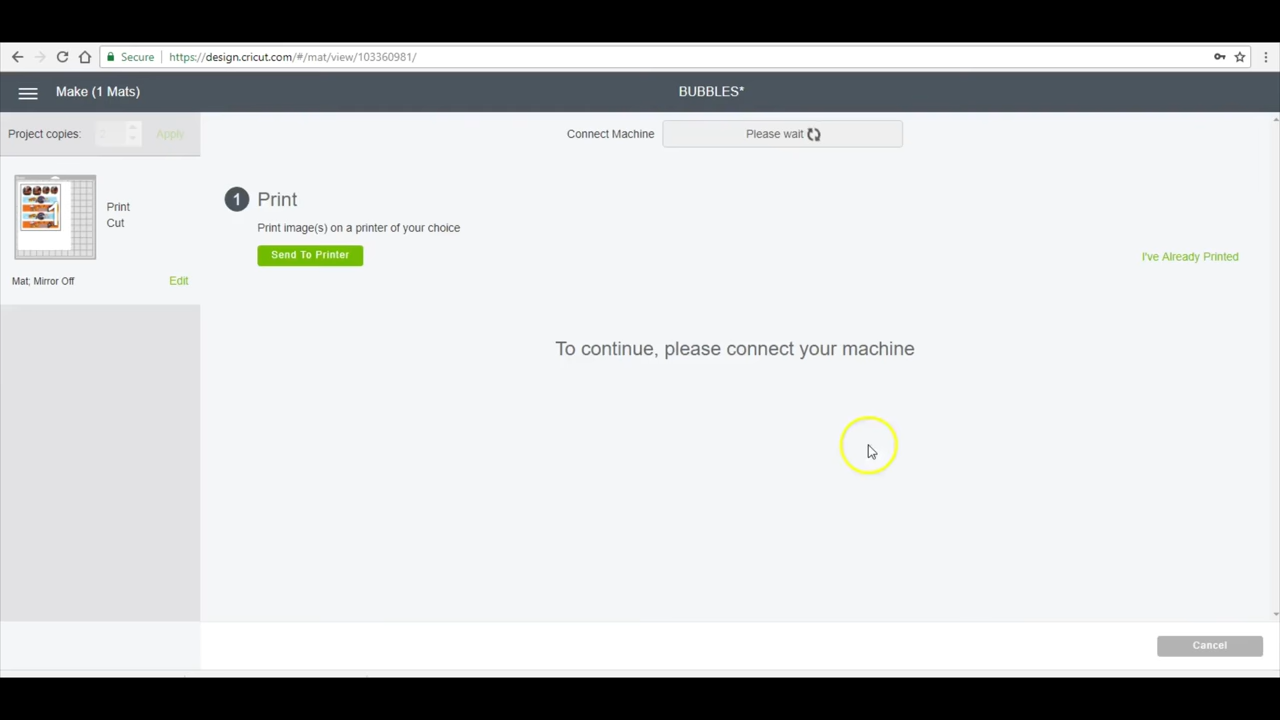 Secure https://design.cricut.com/#/mat/view/103360981/
Make (1 Mats) BUBBLES*
Project copies: 2 Apply
Connect Machine Please wait
1 Print
Print Cut
Print image(s) on a printer of your choice
Send To Printer
I've Already Printed
Mat; Mirror Off Edit
To continue, please connect your machine
Cancel